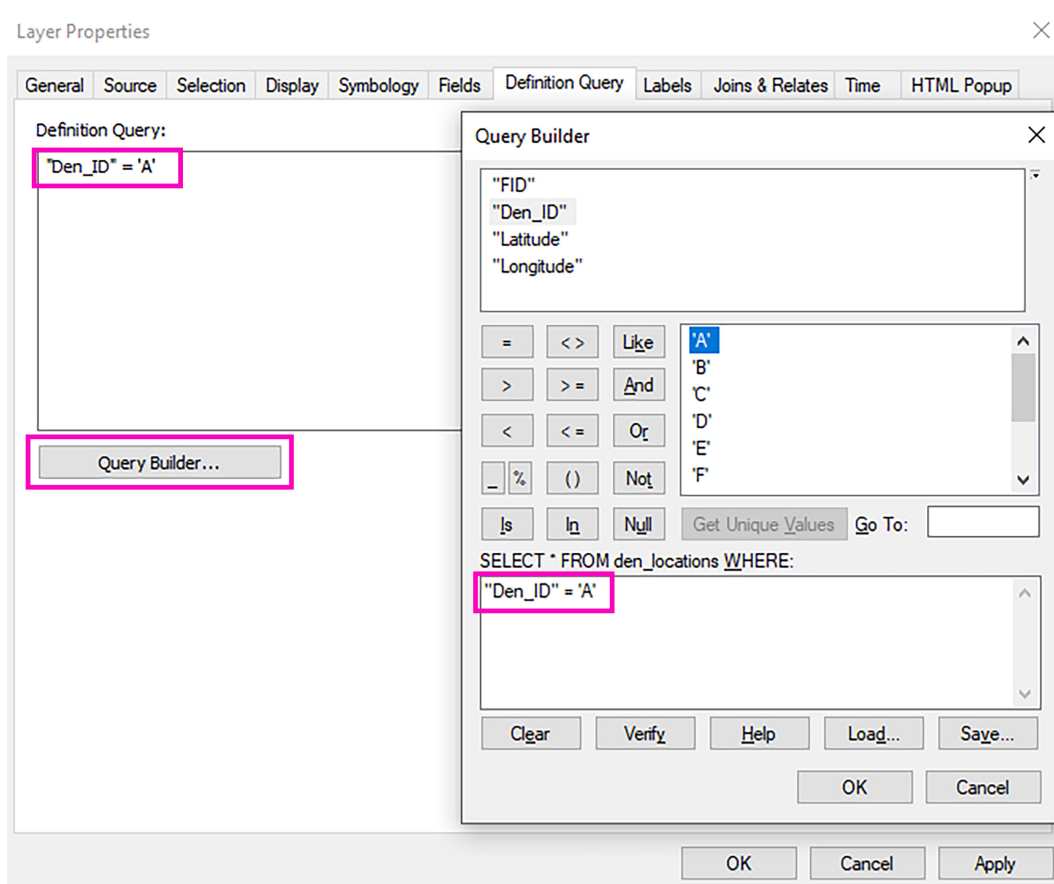 Layer Properties
General Source Selection Display Symbology Fields Definition Query Labels Joins & Relates Time HTML Popup
Definition Query:
"Den_ID" = 'A'
Query Builder...
Query Builder
"FID"
"Den_ID"
"Latitude"
"Longitude"
= < > Like
> > = And
< < = Or
_ % ( ) Not
Is In Null
'A'
'B'
'C'
'D'
'E'
'F'
Get Unique Values Go To:
SELECT * FROM den_locations WHERE:
"Den_ID" = 'A'
Clear Verify Help Load... Save...
OK Cancel
OK Cancel Apply